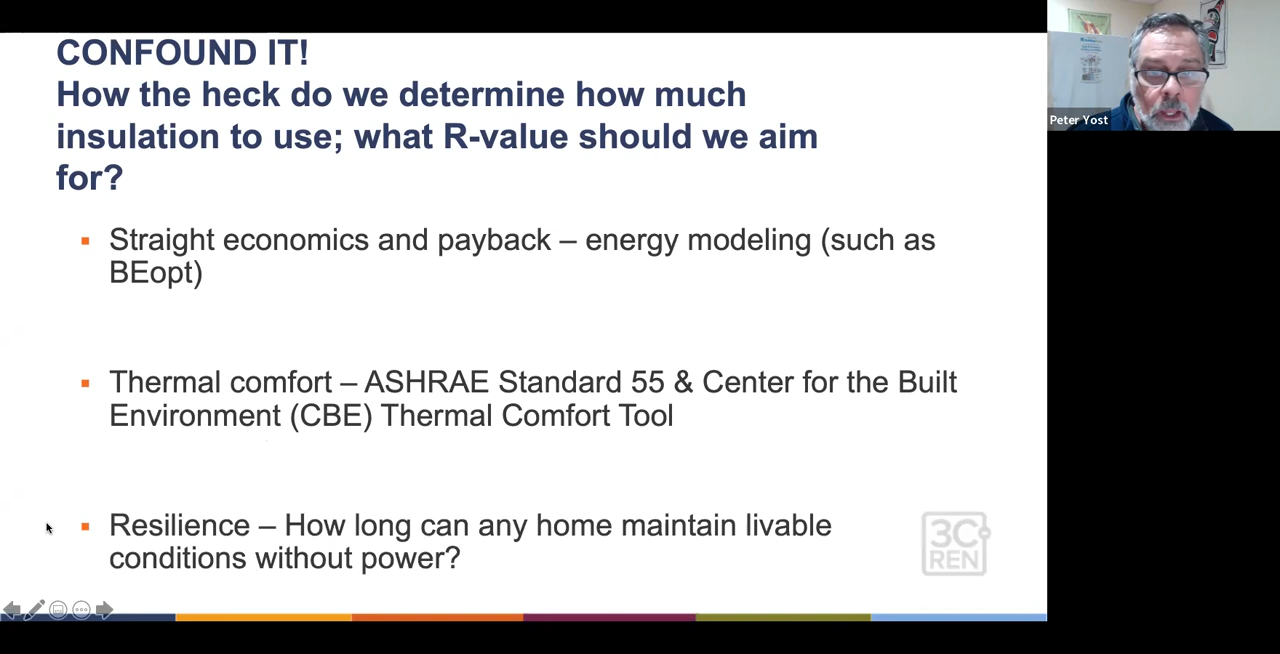 CONFOUND IT!
How the heck do we determine how much
insulation to use; what R-value should we aim
for?
▪ Straight economics and payback – energy modeling (such as
BEopt)
▪ Thermal comfort – ASHRAE Standard 55 & Center for the Built
Environment (CBE) Thermal Comfort Tool
▪ Resilience – How long can any home maintain livable
conditions without power?
3C
REN
Peter Yost